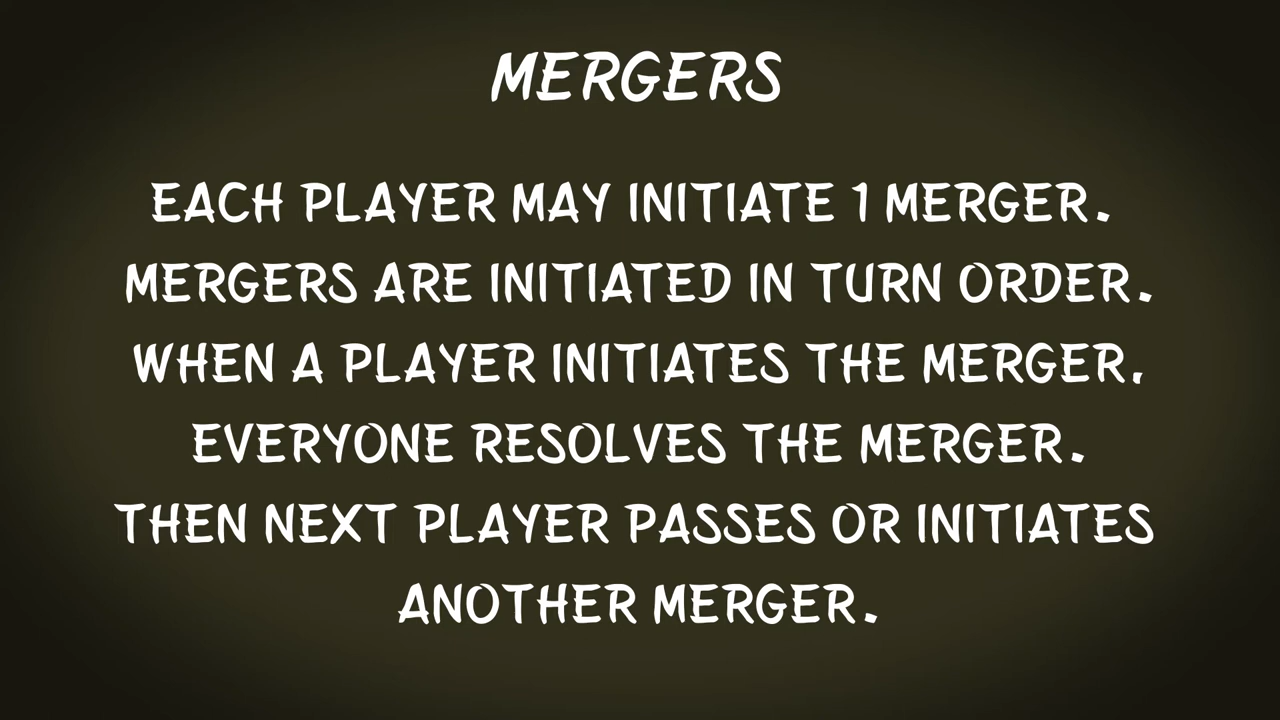 MERGERS
EACH PLAYER MAY INITIATE 1 MERGER.
MERGERS ARE INITIATED IN TURN ORDER.
WHEN A PLAYER INITIATES THE MERGER,
EVERYONE RESOLVES THE MERGER.
THEN NEXT PLAYER PASSES OR INITIATES
ANOTHER MERGER.